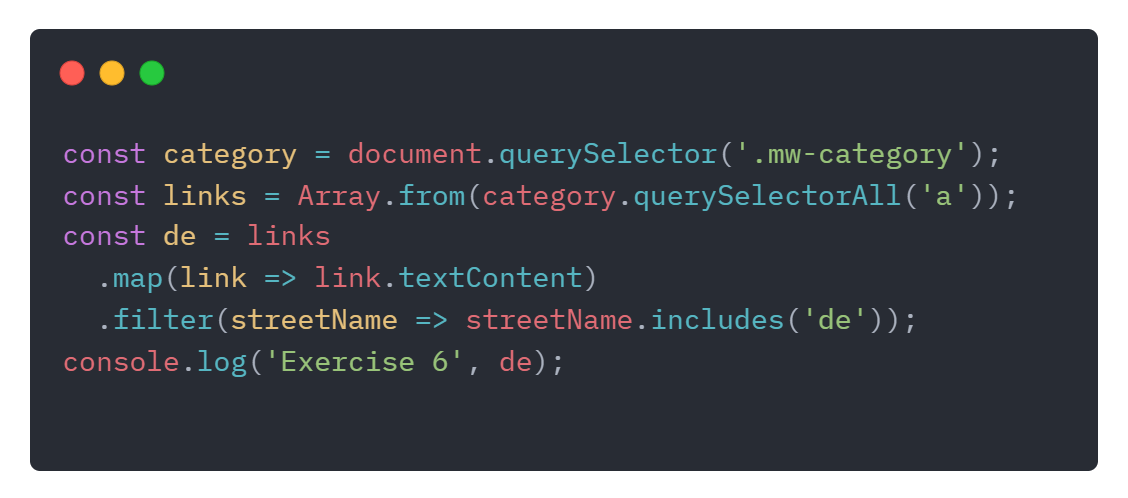 const category = document.querySelector('.mw-category');
const links = Array.from(category.querySelectorAll('a'));
const de = links
  .map(link => link.textContent)
  .filter(streetName => streetName.includes('de'));
console.log('Exercise 6', de);